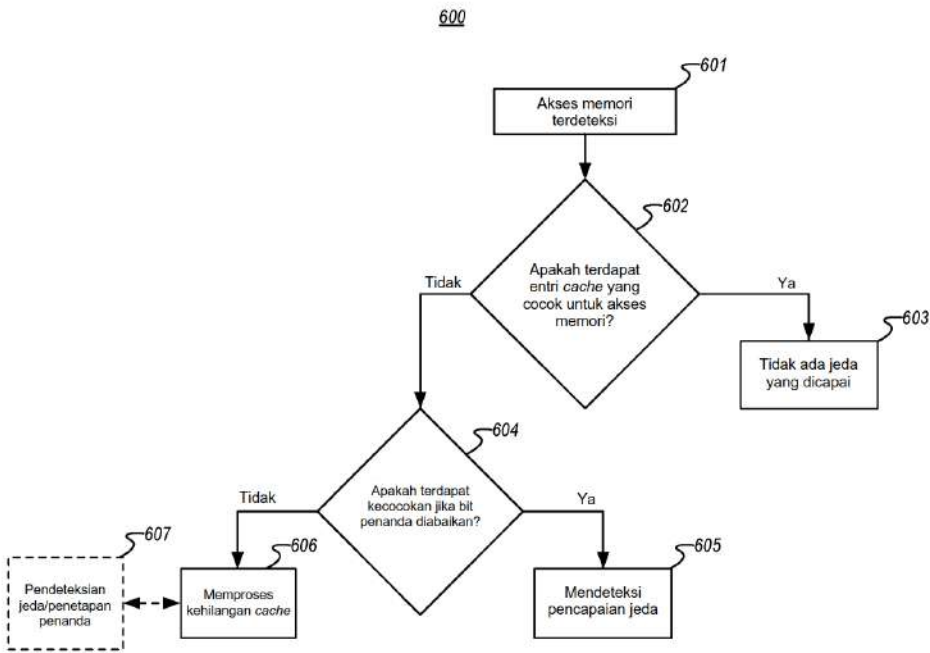 600
601
Akses memori
terdeteksi
602
Apakah terdapat
entri cache yang
cocok untuk akses
memori?
Tidak
Ya
603
Tidak ada jeda
yang dicapai
604
Apakah terdapat
kecocokan jika bit
penanda diabaikan?
Tidak
Ya
607
Pendeteksian
jeda/penetapan
penanda
606
Memproses
kehilangan cache
605
Mendeteksi
pencapaian jeda